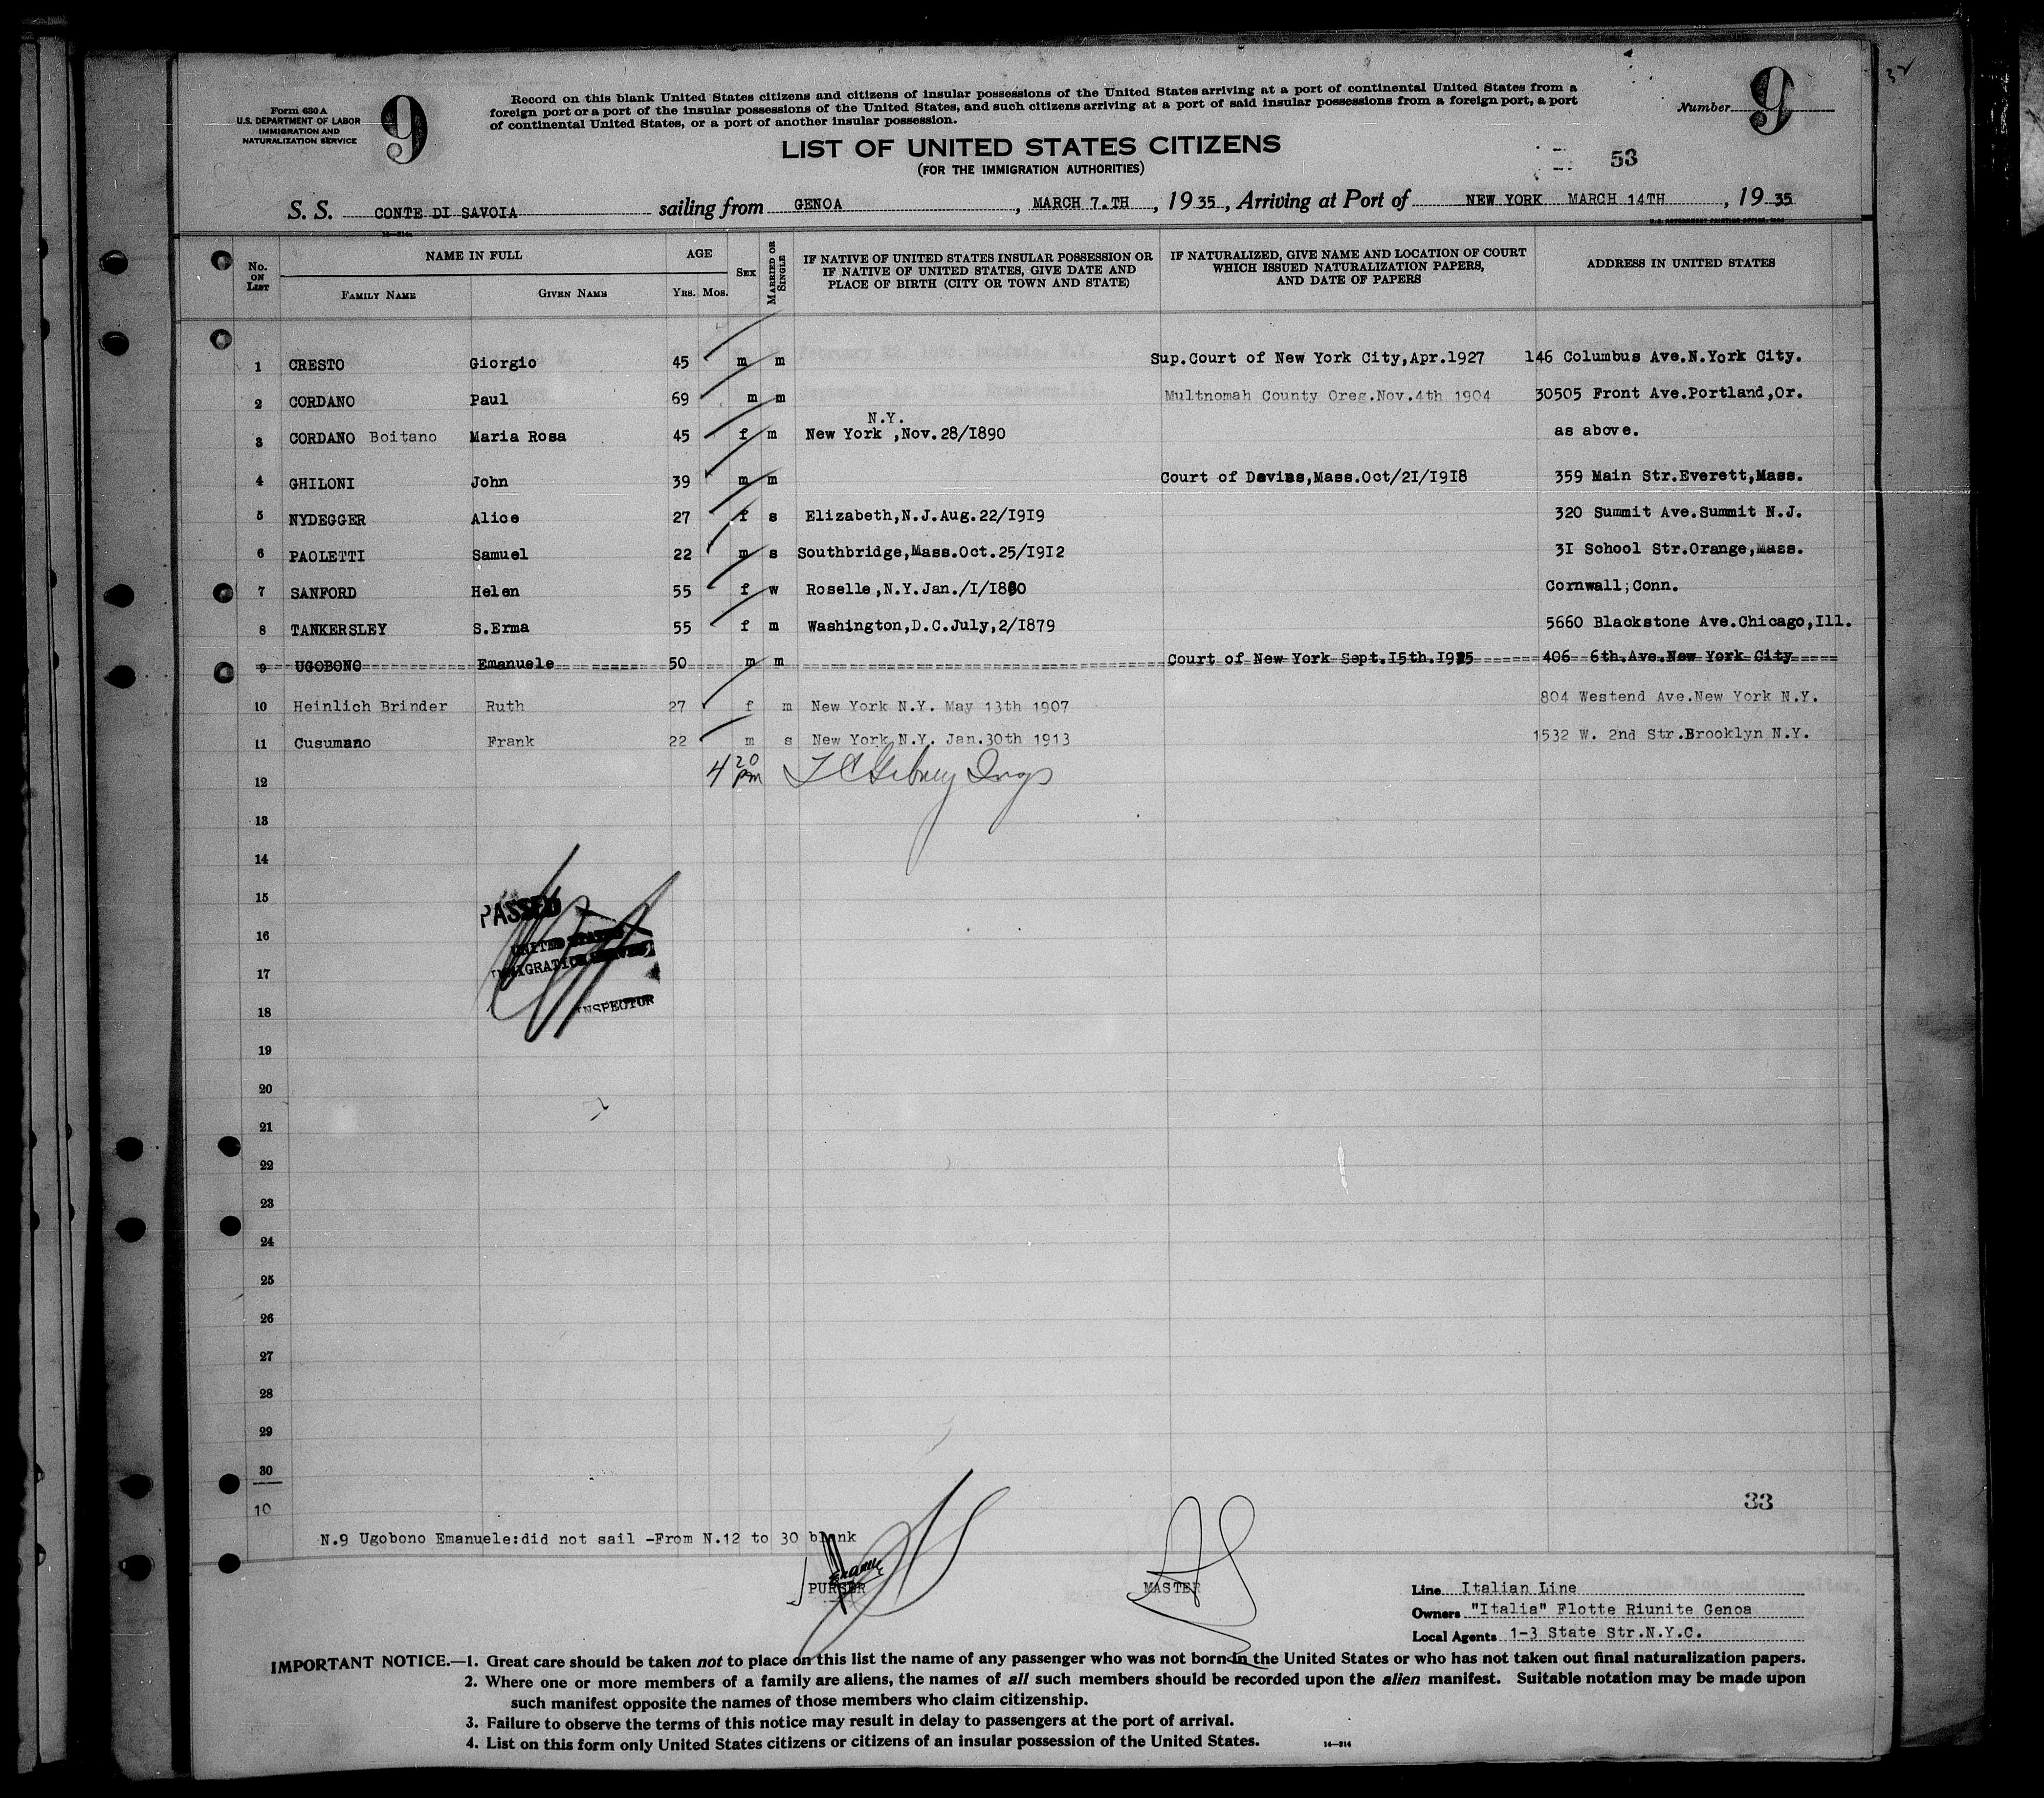 Form 630 A
U.S. DEPARTMENT OF LABOR
IMMIGRATION AND
NATURALIZATION SERVICE
9
Record on this blank United States citizens and citizens of insular possessions of the United States arriving at a port of continental United States from a
foreign port or a port of the insular possessions of the United States, and such citizens arriving at a port of said insular possessions from a foreign port, a port
of continental United States, or a port of another insular possession.
Number 9
32
LIST OF UNITED STATES CITIZENS
(FOR THE IMMIGRATION AUTHORITIES)
53
S. S. CONTE DI SAVOIA sailing from GENOA, MARCH 7.TH, 1935, Arriving at Port of NEW YORK MARCH 14TH, 1935
No. ON LIST
NAME IN FULL
FAMILY NAME GIVEN NAME
AGE
YRS. MOS.
SEX
MARRIED OR SINGLE
IF NATIVE OF UNITED STATES INSULAR POSSESSION OR
IF NATIVE OF UNITED STATES, GIVE DATE AND
PLACE OF BIRTH (CITY OR TOWN AND STATE)
IF NATURALIZED, GIVE NAME AND LOCATION OF COURT
WHICH ISSUED NATURALIZATION PAPERS,
AND DATE OF PAPERS
ADDRESS IN UNITED STATES
1 CRESTO Giorgio 45 m m Sup.Court of New York City,Apr.1927 146 Columbus Ave.N.York City.
2 CORDANO Paul 69 m m Multnomah County Oreg.Nov.4th 1904 30505 Front Ave.Portland,Or.
N.Y.
3 CORDANO Boitano Maria Rosa 45 f m New York ,Nov.28/I890 as above.
4 GHILONI John 39 m m Court of Devins,Mass.Oct/2I/I9I8 359 Main Str.Everett,Mass.
5 NYDEGGER Alice 27 f s Elizabeth,N.J.Aug.22/I9I9 320 Summit Ave.Summit N.J.
6 PAOLETTI Samuel 22 m s Southbridge,Mass.Oct.25/I9I2 3I School Str.Orange,Mass.
7 SANFORD Helen 55 f w Roselle,N.Y.Jan./I/I880 Cornwall;Conn.
8 TANKERSLEY S.Erma 55 f m Washington,D.C.July,2/I879 5660 Blackstone Ave.Chicago,Ill.
9 UGOBONO Emanuele 50 m m Court of New York Sept.I5th.I925 406 6th.Ave.New York City
10 Heinlich Brinder Ruth 27 f m New York N.Y. May 13th 1907 804 Westend Ave.New York N.Y.
11 Cusumano Frank 22 m s New York N.Y. Jan.30th 1913 1532 W. 2nd Str.Brooklyn N.Y.
12 4 20 pm
13
14
15
16
17
18
PASSED
UNITED STATES
IMMIGRATION SERVICE
INSPECTOR
19
20
21
22
23
24
25
26
27
28
29
30
10
33
N.9 Ugobono Emanuele:did not sail -From N.12 to 30 blank
PURSER
MASTER
Line Italian Line
Owners "Italia" Flotte Riunite Genoa
Local Agents 1-3 State Str.N.Y.C.
IMPORTANT NOTICE.—1. Great care should be taken not to place on this list the name of any passenger who was not born in the United States or who has not taken out final naturalization papers.
2. Where one or more members of a family are aliens, the names of all such members should be recorded upon the alien manifest. Suitable notation may be made upon
such manifest opposite the names of those members who claim citizenship.
3. Failure to observe the terms of this notice may result in delay to passengers at the port of arrival.
4. List on this form only United States citizens or citizens of an insular possession of the United States.
14—914